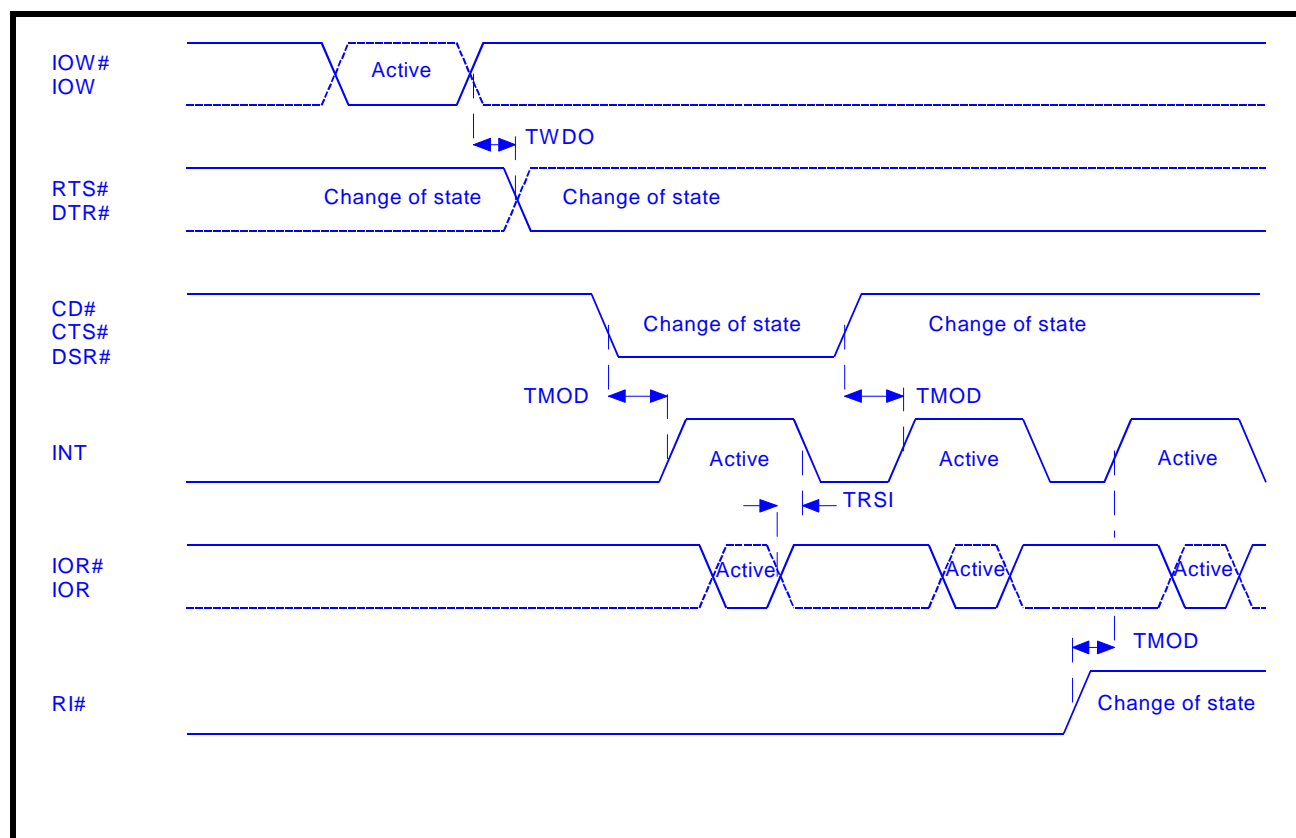 IOW#
IOW
Active
TWDO
RTS#
DTR#
Change of state
Change of state
CD#
CTS#
DSR#
Change of state
Change of state
TMOD
TMOD
INT
Active
Active
Active
TRSI
IOR#
IOR
Active
Active
Active
TMOD
RI#
Change of state